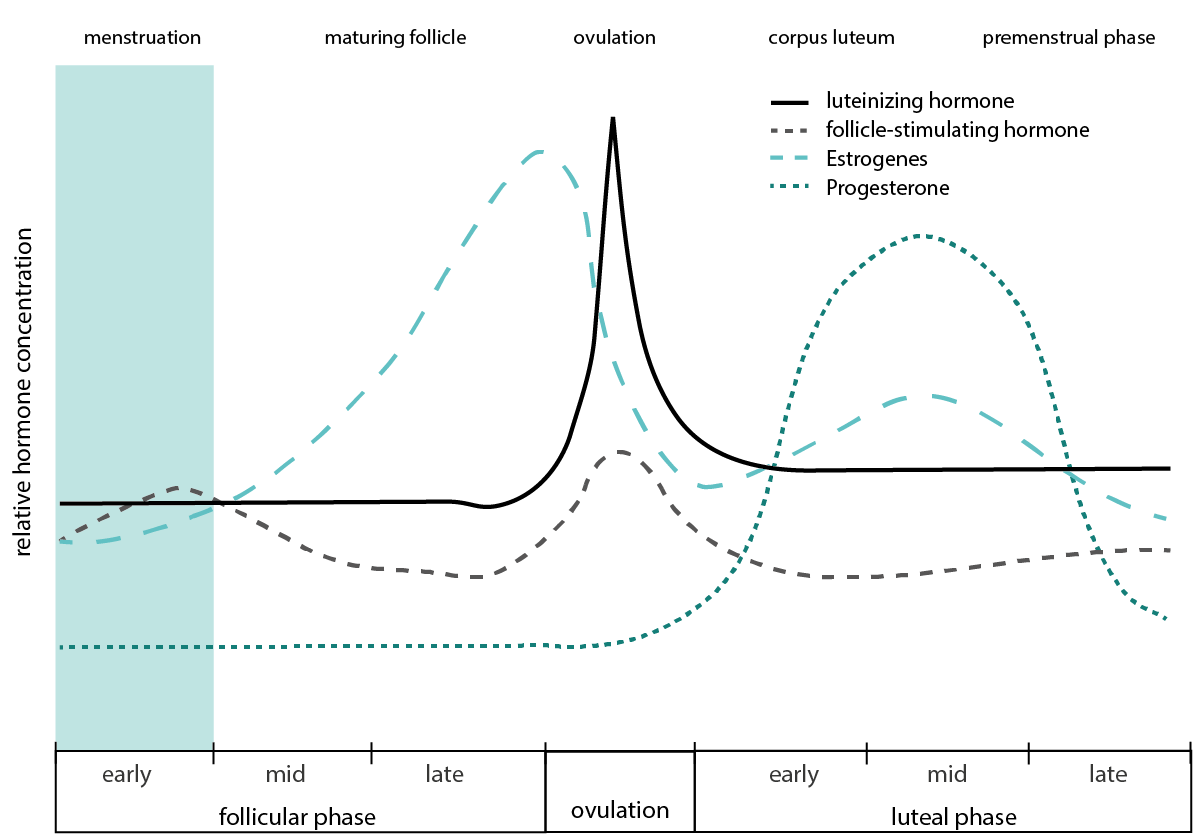 menstruation
maturing follicle
ovulation
corpus luteum
premenstrual phase
luteinizing hormone
follicle-stimulating hormone
Estrogenes
Progesterone
relative hormone concentration
early
mid
late
early
mid
late
follicular phase
ovulation
luteal phase